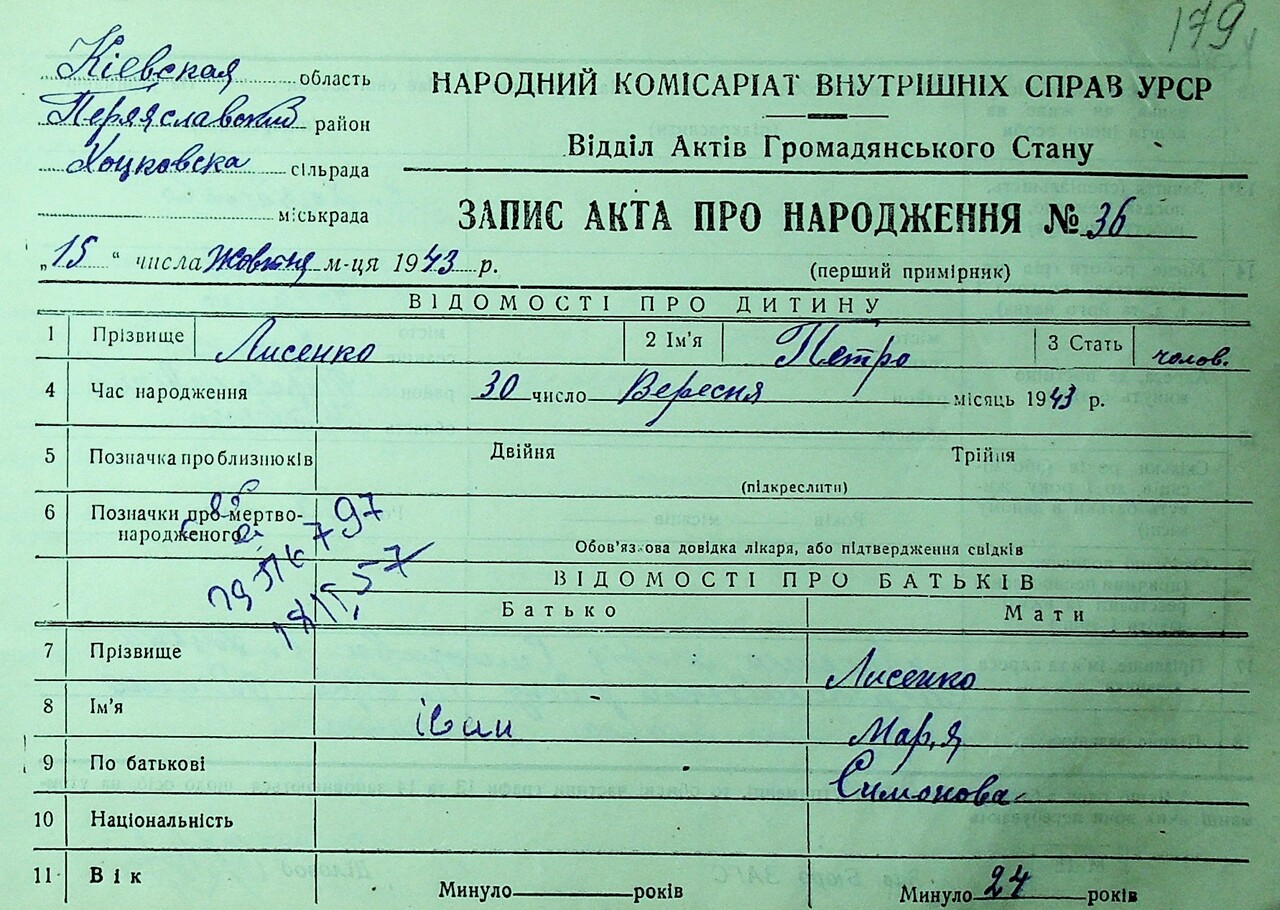 179
Кіевская область
НАРОДНИЙ КОМІСАРІАТ ВНУТРІШНІХ СПРАВ УРСР
Переяславский район
Відділ Актів Громадянського Стану
Хоцковска сільрада
міськрада
ЗАПИС АКТА ПРО НАРОДЖЕННЯ № 36
„15“ числа Жовтня м-ця 1943 р.
(перший примірник)
ВІДОМОСТІ ПРО ДИТИНУ
1 Прізвище Лисенко 2 Ім'я Петро 3 Стать чолов.
4 Час народження 30 число Вересня місяць 1943 р.
5 Позначка про близнюків Двійня Трійня
(підкреслити)
6 Позначки про мертво-
народженого
Обов'язкова довідка лікаря, або підтвердження свідків
ВІДОМОСТІ ПРО БАТЬКІВ
Батько Мати
7 Прізвище Лисенко
8 Ім'я іван Мар,я
9 По батькові Симонова
10 Національність
11 Вік Минуло років Минуло 24 років